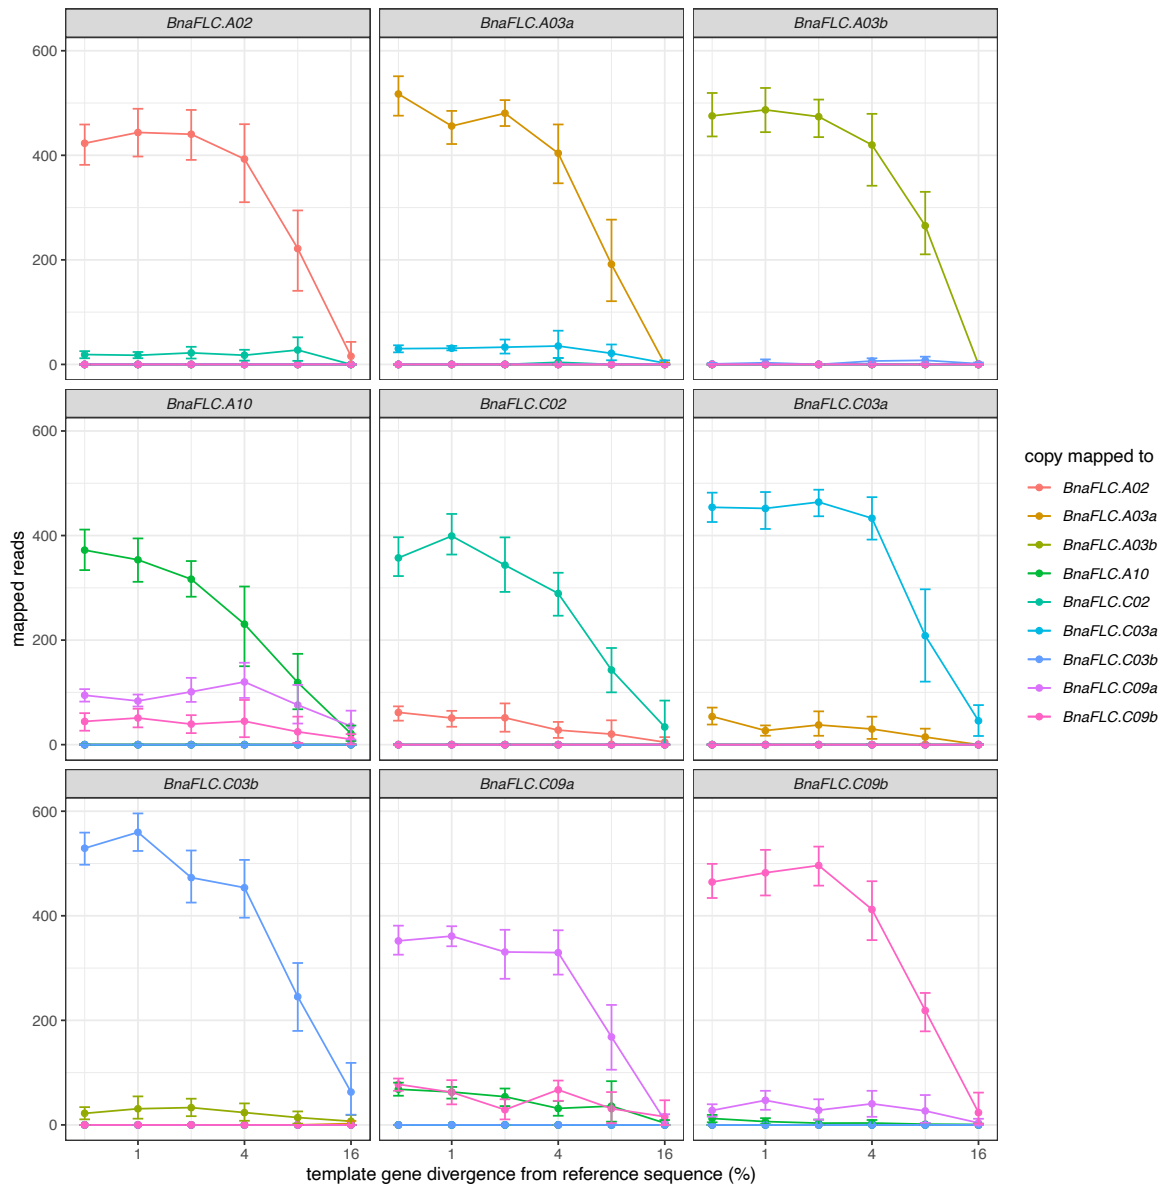 BnaFLC.A02 BnaFLC.A03a BnaFLC.A03b
600
400
200
0
BnaFLC.A10 BnaFLC.C02 BnaFLC.C03a
600
400
200
0
BnaFLC.C03b BnaFLC.C09a BnaFLC.C09b
600
400
200
0
1 4 16 1 4 16 1 4 16
template gene divergence from reference sequence (%)
mapped reads
copy mapped to
BnaFLC.A02
BnaFLC.A03a
BnaFLC.A03b
BnaFLC.A10
BnaFLC.C02
BnaFLC.C03a
BnaFLC.C03b
BnaFLC.C09a
BnaFLC.C09b